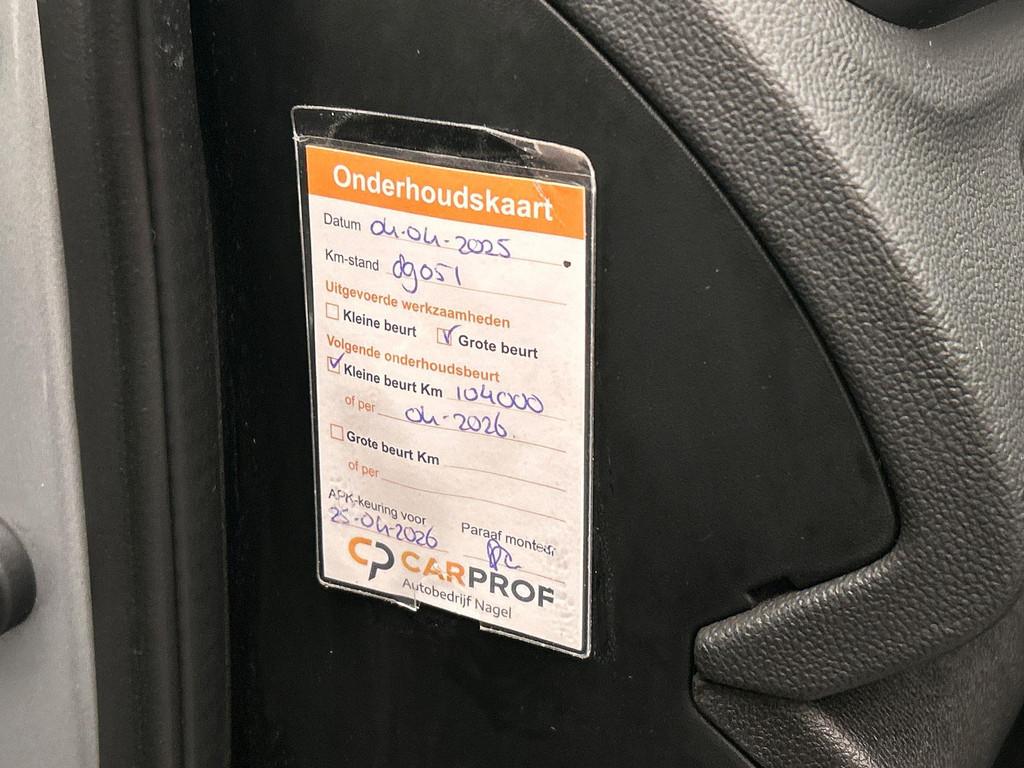 Onderhoudskaart
Datum 04-04-2025
Km-stand 89051
Uitgevoerde werkzaamheden
Kleine beurt Grote beurt
Volgende onderhoudsbeurt
Kleine beurt Km 104000
of per 04-2026.
Grote beurt Km
of per
APK-keuring voor Paraaf monteur
25-04-2026
CP CARPROF
Autobedrijf Nagel